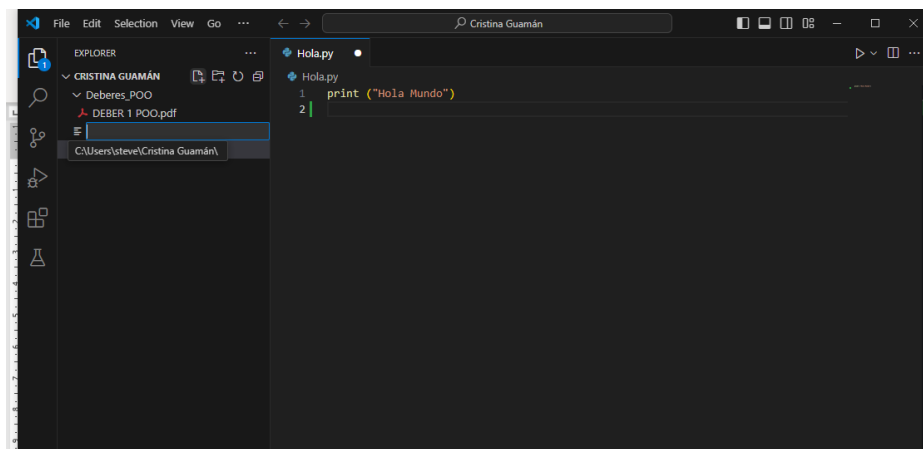 File Edit Selection View Go ··· Cristina Guamán
EXPLORER ···
CRISTINA GUAMÁN
Deberes_POO
DEBER 1 POO.pdf
C:\Users\steve\Cristina Guamán\
1
Hola.py
Hola.py
1 print ("Hola Mundo")
2